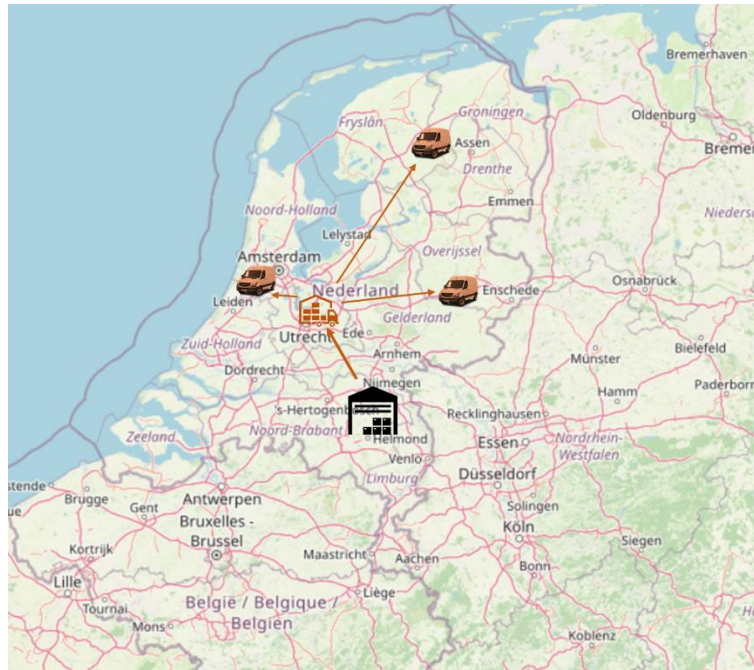 Bremerhaven
Groningen
Fryslân
Oldenburg
Assen
Bremen
Drenthe
Emmen
Noord-Holland
Lelystad
Overijssel
Amsterdam
Osnabrück
Nederland
Enschede
Leiden
Gelderland
Utrecht
Ede
Zuid-Holland
Arnhem
Münster
Bielefeld
Dordrecht
Nijmegen
Paderborn
Hamm
's-Hertogenbosch
Recklinghausen
Noord-Brabant
Zeeland
Helmond
Essen
Nordrhein-
Westfalen
Venlo
Limburg
Düsseldorf
stende
Brugge
Antwerpen
Gent
Solingen
Bruxelles -
Brussel
Köln
Siegen
Kortrijk
Maastricht
Aachen
Bonn
Lille
Liège
Tournai
België / Belgique /
Belgien
Mons
Koblenz